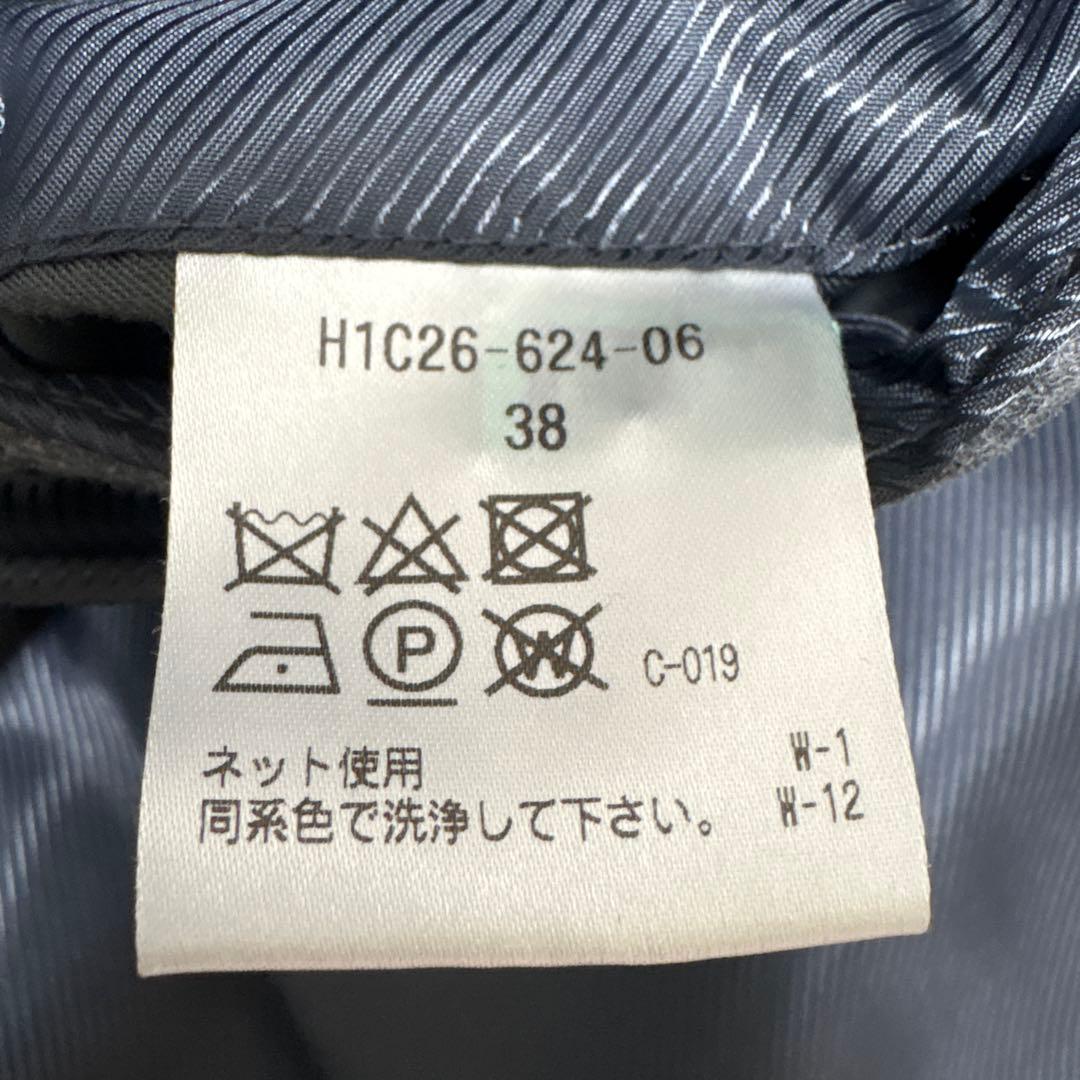 H1C26-624-06
38
P W C-019
ネット使用 W-1
同系色で洗浄して下さい。 W-12